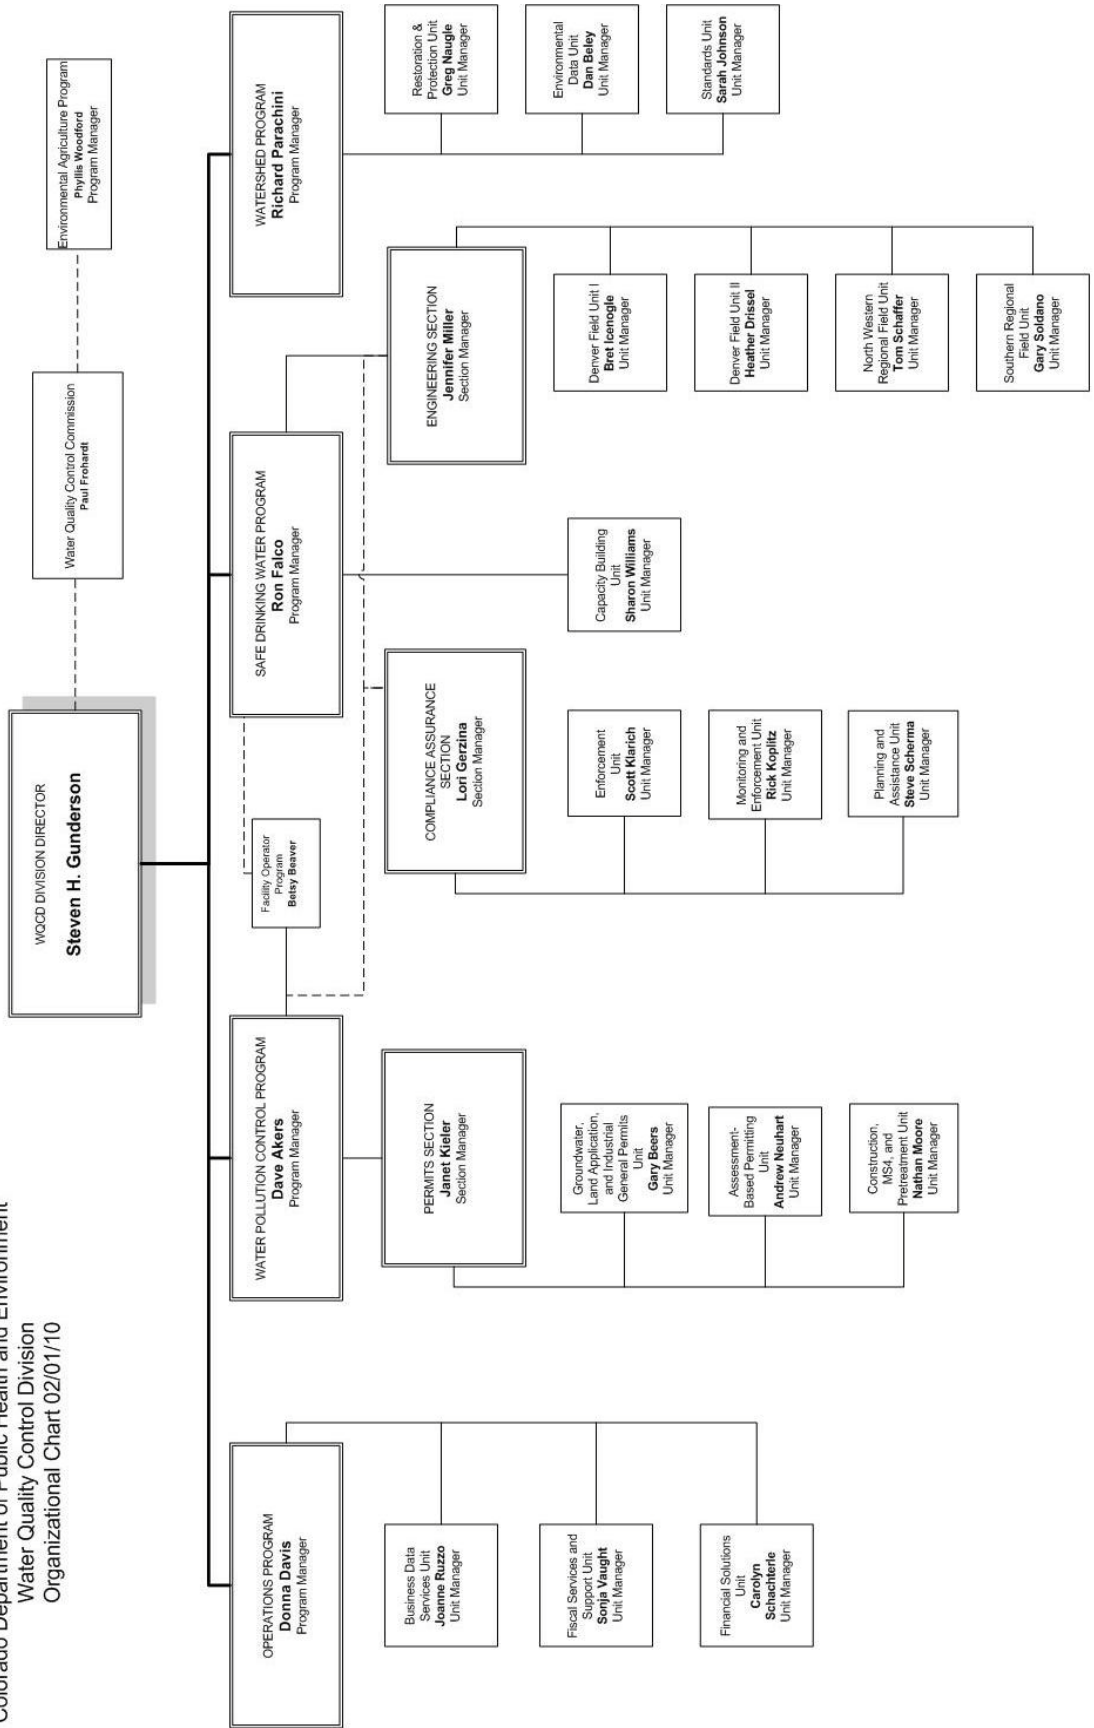 Colorado Department of Public Health and Environment
Water Quality Control Division
Organizational Chart 02/01/10
WQCD DIVISION DIRECTOR
Steven H. Gunderson
Water Quality Control Commission
Paul Frohardt
Environmental Agriculture Program
Phyllis Woodford
Program Manager
OPERATIONS PROGRAM
Donna Davis
Program Manager
WATER POLLUTION CONTROL PROGRAM
Dave Akers
Program Manager
Facility Operator
Program
Betsy Beaver
SAFE DRINKING WATER PROGRAM
Ron Falco
Program Manager
WATERSHED PROGRAM
Richard Parachini
Program Manager
Business Data
Services Unit
Joanne Ruzzo
Unit Manager
Fiscal Services and
Support Unit
Sonja Vaught
Unit Manager
Financial Solutions
Unit
Carolyn
Schachterle
Unit Manager
PERMITS SECTION
Janet Kieler
Section Manager
Groundwater,
Land Application,
and Industrial
General Permits
Unit
Gary Beers
Unit Manager
Assessment-
Based Permitting
Unit
Andrew Neuhart
Unit Manager
Construction,
MS4, and
Pretreatment Unit
Nathan Moore
Unit Manager
COMPLIANCE ASSURANCE
SECTION
Lori Gerzina
Section Manager
Enforcement
Unit
Scott Klarich
Unit Manager
Monitoring and
Enforcement Unit
Rick Koplitz
Unit Manager
Planning and
Assistance Unit
Steve Scherma
Unit Manager
Capacity Building
Unit
Sharon Williams
Unit Manager
ENGINEERING SECTION
Jennifer Miller
Section Manager
Denver Field Unit I
Bret Icenogle
Unit Manager
Denver Field Unit II
Heather Drissel
Unit Manager
North Western
Regional Field Unit
Tom Schaffer
Unit Manager
Southern Regional
Field Unit
Gary Soldano
Unit Manager
Restoration &
Protection Unit
Greg Naugle
Unit Manager
Environmental
Data Unit
Dan Beley
Unit Manager
Standards Unit
Sarah Johnson
Unit Manager